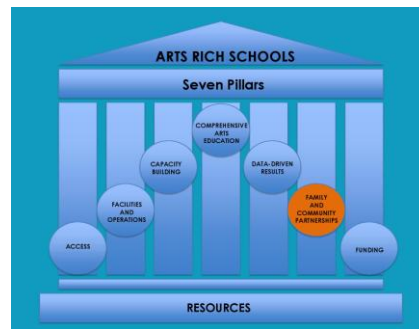 ARTS RICH SCHOOLS
Seven Pillars
COMPREHENSIVE
ARTS
EDUCATION
CAPACITY
BUILDING
DATA-DRIVEN
RESULTS
FACILITIES
AND
OPERATIONS
FAMILY
AND
COMMUNITY
PARTNERSHIPS
ACCESS
FUNDING
RESOURCES